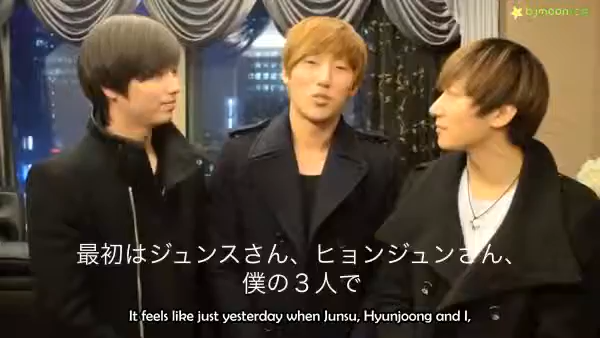 bjmoon
最初はジュンスさん、ヒョンジュンさん、
僕の３人で
It feels like just yesterday when Junsu, Hyunjoong and I,